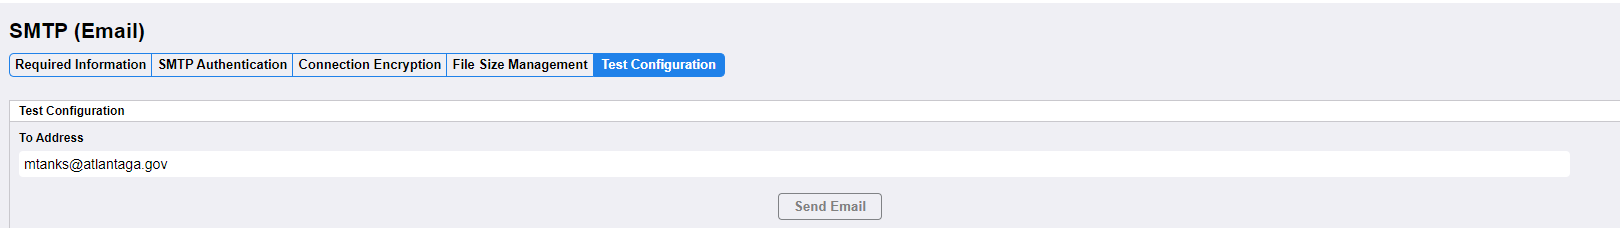 SMTP (Email)
Required Information SMTP Authentication Connection Encryption File Size Management Test Configuration
Test Configuration
To Address
mtanks@atlantaga.gov
Send Email